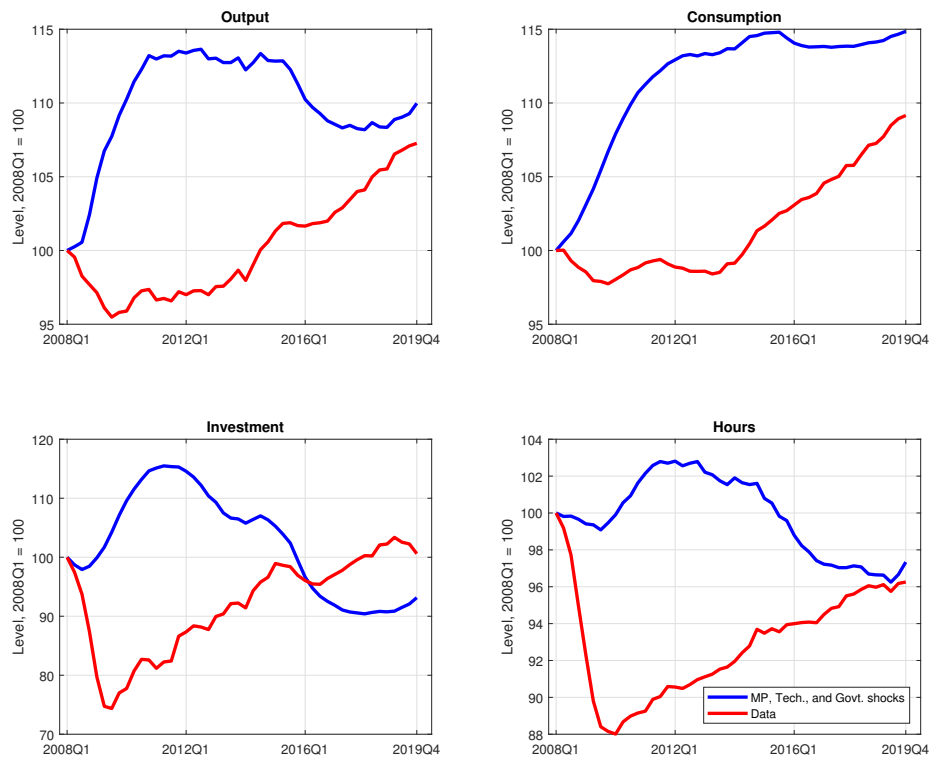 Output
Level, 2008Q1 = 100
115
110
105
100
95
2008Q1 2012Q1 2016Q1 2019Q4
Consumption
Level, 2008Q1 = 100
115
110
105
100
95
2008Q1 2012Q1 2016Q1 2019Q4
Investment
Level, 2008Q1 = 100
120
110
100
90
80
70
2008Q1 2012Q1 2016Q1 2019Q4
Hours
Level, 2008Q1 = 100
104
102
100
98
96
94
92
90
88
MP, Tech., and Govt. shocks
Data
2008Q1 2012Q1 2016Q1 2019Q4